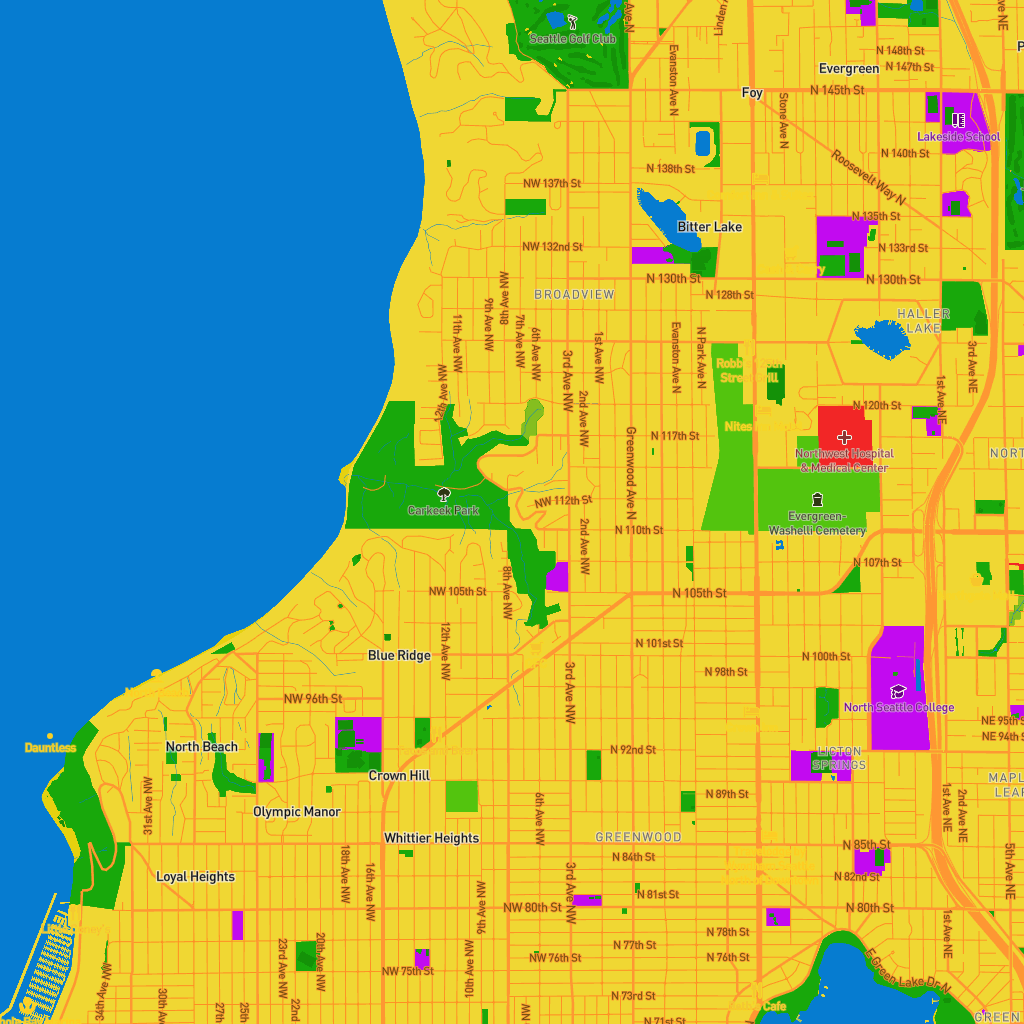 Seattle Golf Club
Ave N
Linden
Evanston Ave N
Foy
Stone Ave N
N 148th St
N 147th St
Evergreen
N 145th St
Lakeside School
N 140th St
Roosevelt Way N
N 138th St
NW 137th St
N 135th St
Bitter Lake
N 133rd St
NW 132nd St
N 130th St
N 130th St
N 128th St
BROADVIEW
HALLER
LAKE
8th Ave NW
9th Ave NW
11th Ave NW
7th Ave NW
6th Ave NW
1st Ave NW
3rd Ave NW
2nd Ave NW
12th Ave NW
Evanston Ave N
N Park Ave N
3rd Ave NE
1st Ave NE
N 120th St
N 117th St
Greenwood Ave N
Northwest Hospital
& Medical Center
Carkeek Park
NW 112th St
N 110th St
Evergreen-
Washelli Cemetery
2nd Ave NW
N 107th St
8th Ave NW
NW 105th St
N 105th St
12th Ave NW
N 101st St
N 100th St
Blue Ridge
N 98th St
3rd Ave NW
NW 96th St
North Seattle College
NE 95th St
NE 94th St
Dauntless
North Beach
N 92nd St
LICTON
SPRINGS
Crown Hill
N 89th St
Olympic Manor
31st Ave NW
6th Ave NW
1st Ave NE
2nd Ave NE
Whittier Heights
GREENWOOD
N 85th St
N 84th St
5th Ave NE
18th Ave NW
16th Ave NW
Loyal Heights
3rd Ave NW
N 82nd St
N 81st St
9th Ave NW
NW 80th St
N 80th St
N 78th St
1st Ave NE
20th Ave NW
23rd Ave NW
N 77th St
NW 76th St
N 76th St
10th Ave NW
NW 75th St
E Green Lake Dr N
34th Ave NW
30th Ave
27th
25th
22nd
NW
N 73rd St
N 71st St
Cafe
GREEN